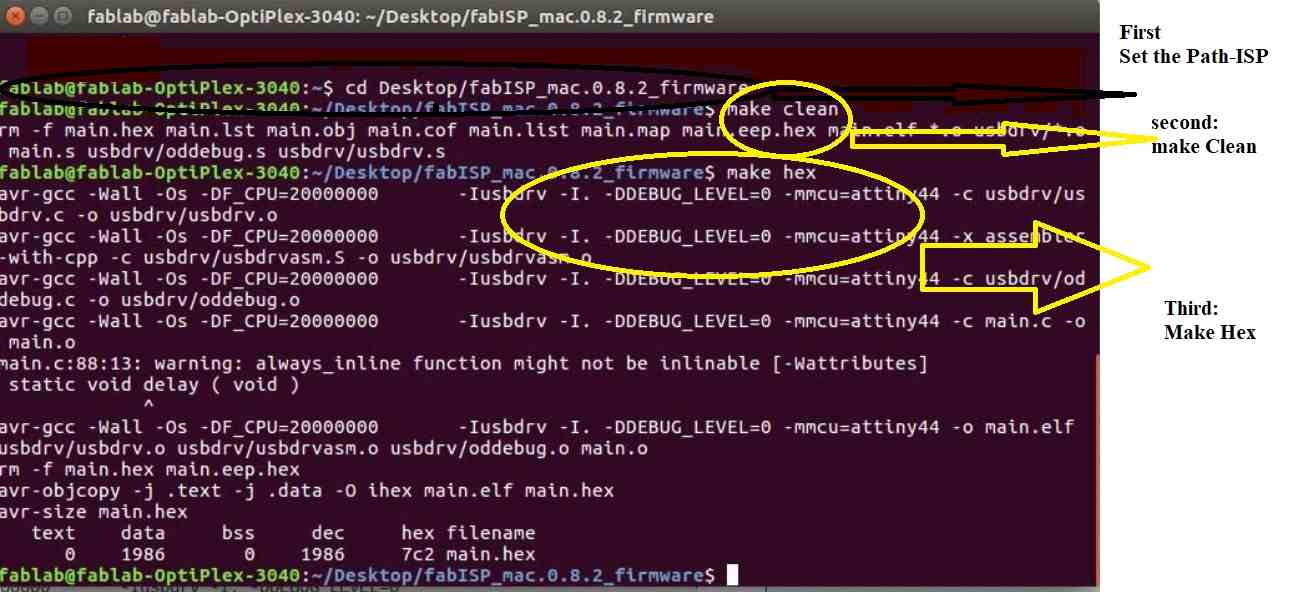 fablab@fablab-OptiPlex-3040: ~/Desktop/fabISP_mac.0.8.2_firmware
fablab@fablab-OptiPlex-3040:~$ cd Desktop/fabISP_mac.0.8.2_firmware
fablab@fablab-OptiPlex-3040:~/Desktop/fabISP_mac.0.8.2_firmware$ make clean
rm -f main.hex main.lst main.obj main.cof main.list main.map main.eep.hex main.elf *.o usbdrv/*.o
main.s usbdrv/oddebug.s usbdrv/usbdrv.s
fablab@fablab-OptiPlex-3040:~/Desktop/fabISP_mac.0.8.2_firmware$ make hex
avr-gcc -Wall -Os -DF_CPU=20000000 -Iusbdrv -I. -DDEBUG_LEVEL=0 -mmcu=attiny44 -c usbdrv/us
bdrv.c -o usbdrv/usbdrv.o
avr-gcc -Wall -Os -DF_CPU=20000000 -Iusbdrv -I. -DDEBUG_LEVEL=0 -mmcu=attiny44 -x assembler
-with-cpp -c usbdrv/usbdrvasm.S -o usbdrv/usbdrvasm.o
avr-gcc -Wall -Os -DF_CPU=20000000 -Iusbdrv -I. -DDEBUG_LEVEL=0 -mmcu=attiny44 -c usbdrv/od
debug.c -o usbdrv/oddebug.o
avr-gcc -Wall -Os -DF_CPU=20000000 -Iusbdrv -I. -DDEBUG_LEVEL=0 -mmcu=attiny44 -c main.c -o
main.o
main.c:88:13: warning: always_inline function might not be inlinable [-Wattributes]
static void delay ( void )
^
avr-gcc -Wall -Os -DF_CPU=20000000 -Iusbdrv -I. -DDEBUG_LEVEL=0 -mmcu=attiny44 -o main.elf
usbdrv/usbdrv.o usbdrv/usbdrvasm.o usbdrv/oddebug.o main.o
rm -f main.hex main.eep.hex
avr-objcopy -j .text -j .data -O ihex main.elf main.hex
avr-size main.hex
text data bss dec hex filename
0 1986 0 1986 7c2 main.hex
fablab@fablab-OptiPlex-3040:~/Desktop/fabISP_mac.0.8.2_firmware$
First
Set the Path-ISP
second:
make Clean
Third:
Make Hex